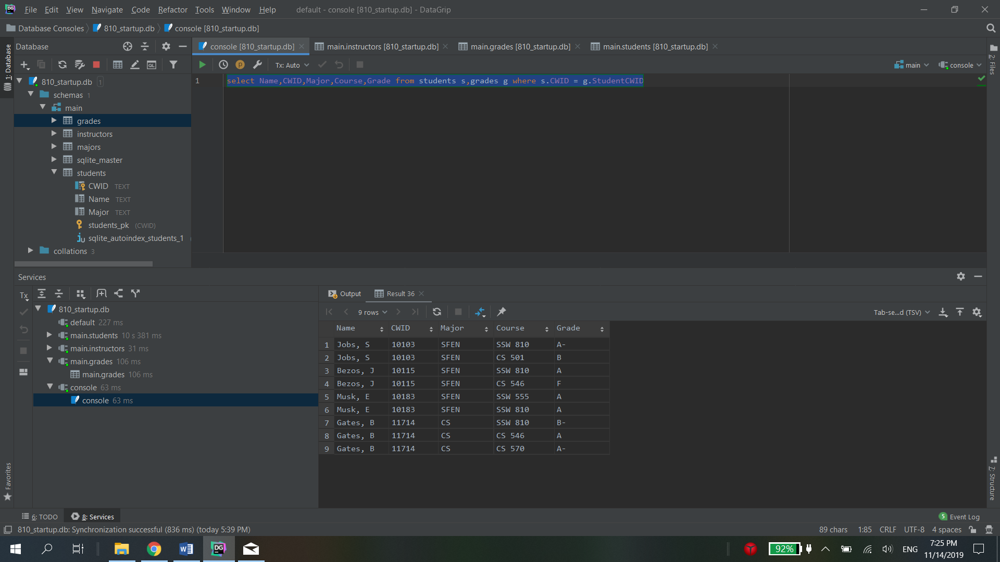 File Edit View Navigate Code Refactor Tools Window Help default - console [810_startup.db] - DataGrip
Database Consoles 810_startup.db console [810_startup.db]
Database
console [810_startup.db] main.instructors [810_startup.db] main.grades [810_startup.db] main.students [810_startup.db]
Tx: Auto main console
1: Database
2: Files
810_startup.db 1
schemas 1
main
grades
instructors
majors
sqlite_master
students
CWID TEXT
Name TEXT
Major TEXT
students_pk (CWID)
sqlite_autoindex_students_1
collations 3
1 select Name,CWID,Major,Course,Grade from students s,grades g where s.CWID = g.StudentCWID
Services
Tx
810_startup.db
default 227 ms
main.students 10 s 381 ms
main.instructors 31 ms
main.grades 106 ms
main.grades 106 ms
console 63 ms
console 63 ms
Output Result 36
9 rows Tab-se...d (TSV)
Name CWID Major Course Grade
1 Jobs, S 10103 SFEN SSW 810 A-
2 Jobs, S 10103 SFEN CS 501 B
3 Bezos, J 10115 SFEN SSW 810 A
4 Bezos, J 10115 SFEN CS 546 F
5 Musk, E 10183 SFEN SSW 555 A
6 Musk, E 10183 SFEN SSW 810 A
7 Gates, B 11714 CS SSW 810 B-
8 Gates, B 11714 CS CS 546 A
9 Gates, B 11714 CS CS 570 A-
Favorites
7: Structure
6: TODO 8: Services 5 Event Log
810_startup.db: Synchronization successful (836 ms) (today 5:39 PM) 89 chars 1:85 CRLF UTF-8 4 spaces
92% ENG 7:25 PM
11/14/2019